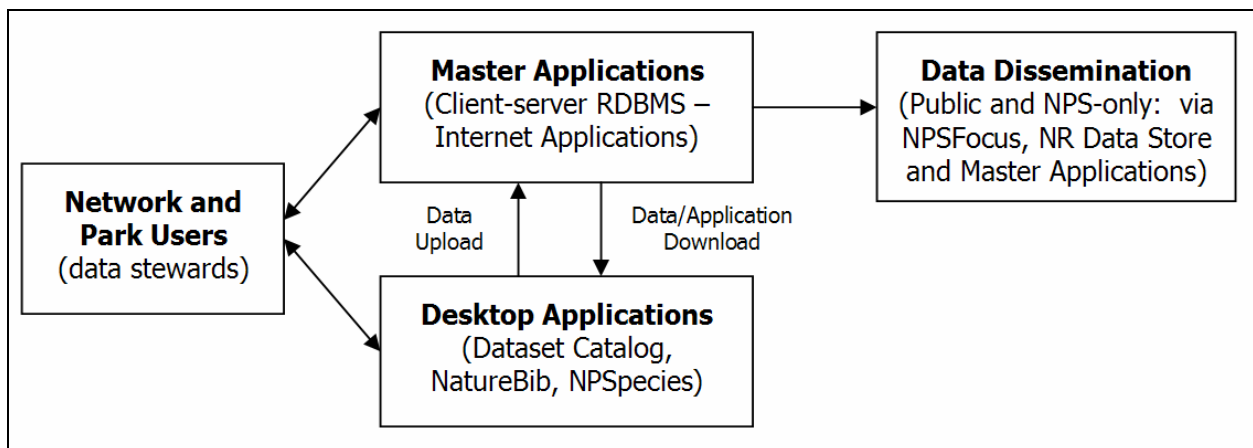 Network and
Park Users
(data stewards)
Master Applications
(Client-server RDBMS –
Internet Applications)
Data
Upload
Data/Application
Download
Desktop Applications
(Dataset Catalog,
NatureBib, NPSpecies)
Data Dissemination
(Public and NPS-only:  via
NPSFocus, NR Data Store
and Master Applications)